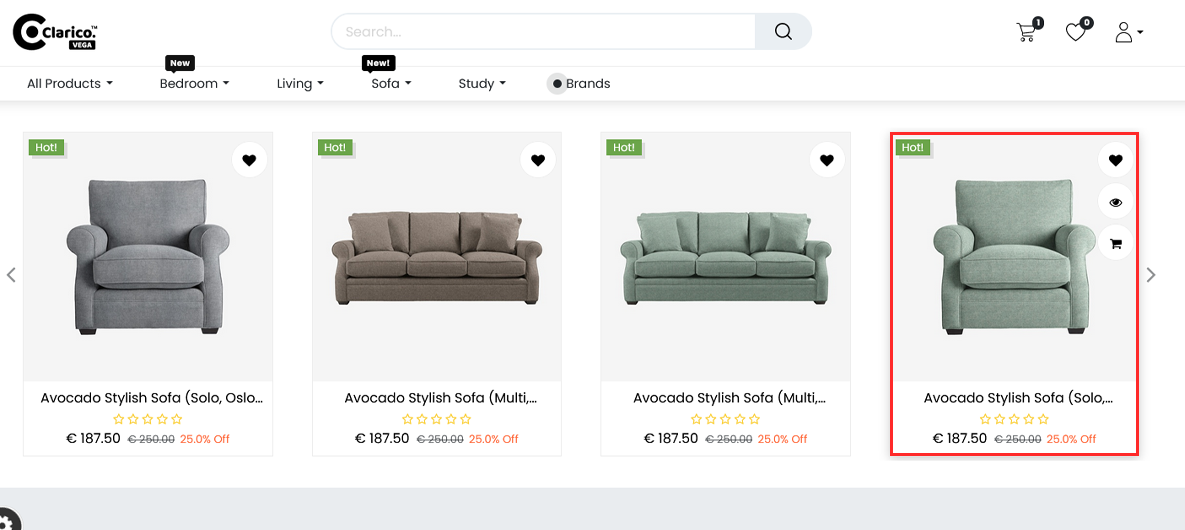 Clarico.™
VEGA
Search...
1
0
New
New!
All Products
Bedroom
Living
Sofa
Study
Brands
Hot!
Hot!
Hot!
Hot!
Avocado Stylish Sofa (Solo, Oslo...
€ 187.50 € 250.00 25.0% Off
Avocado Stylish Sofa (Multi,...
€ 187.50 € 250.00 25.0% Off
Avocado Stylish Sofa (Multi,...
€ 187.50 € 250.00 25.0% Off
Avocado Stylish Sofa (Solo,...
€ 187.50 € 250.00 25.0% Off